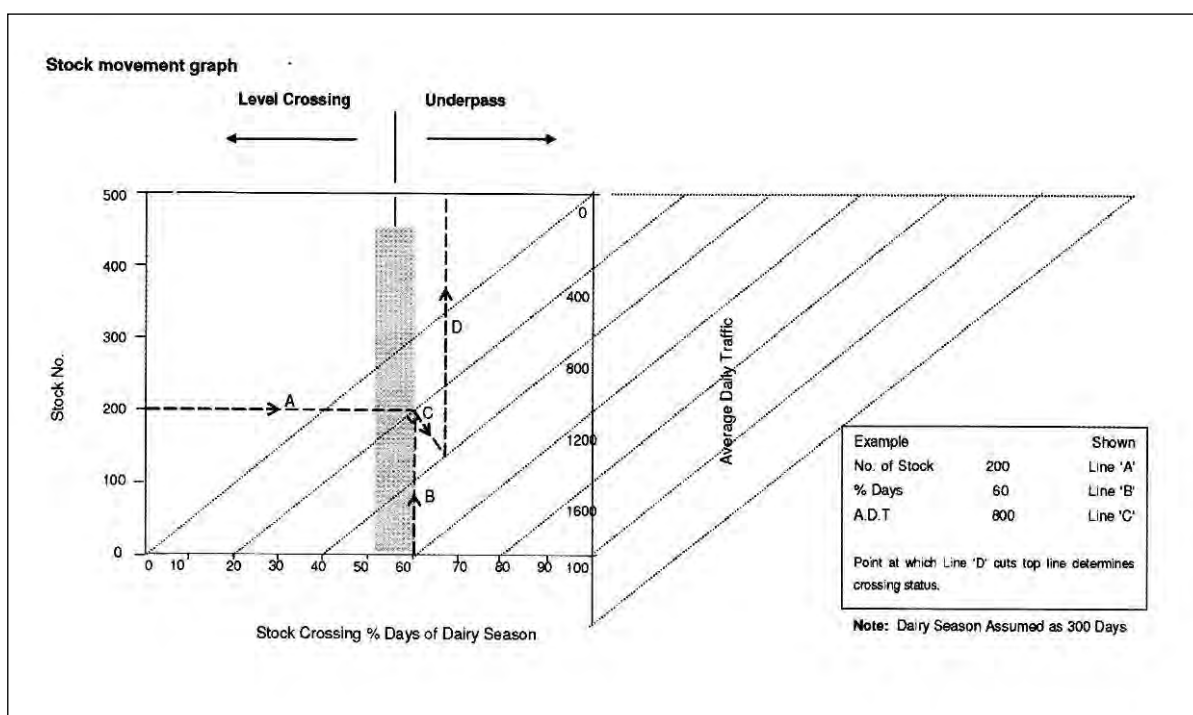 Stock movement graph
Level Crossing
Underpass
500
400
300
200
100
0
Stock No.
A
B
C
D
0
400
800
1200
1600
Average Daily Traffic
0 10 20 30 40 50 60 70 80 90 100
Stock Crossing % Days of Dairy Season
Example Shown
No. of Stock 200 Line 'A'
% Days 60 Line 'B'
A.D.T 800 Line 'C'
Point at which Line 'D' cuts top line determines
crossing status.
Note: Dairy Season Assumed as 300 Days